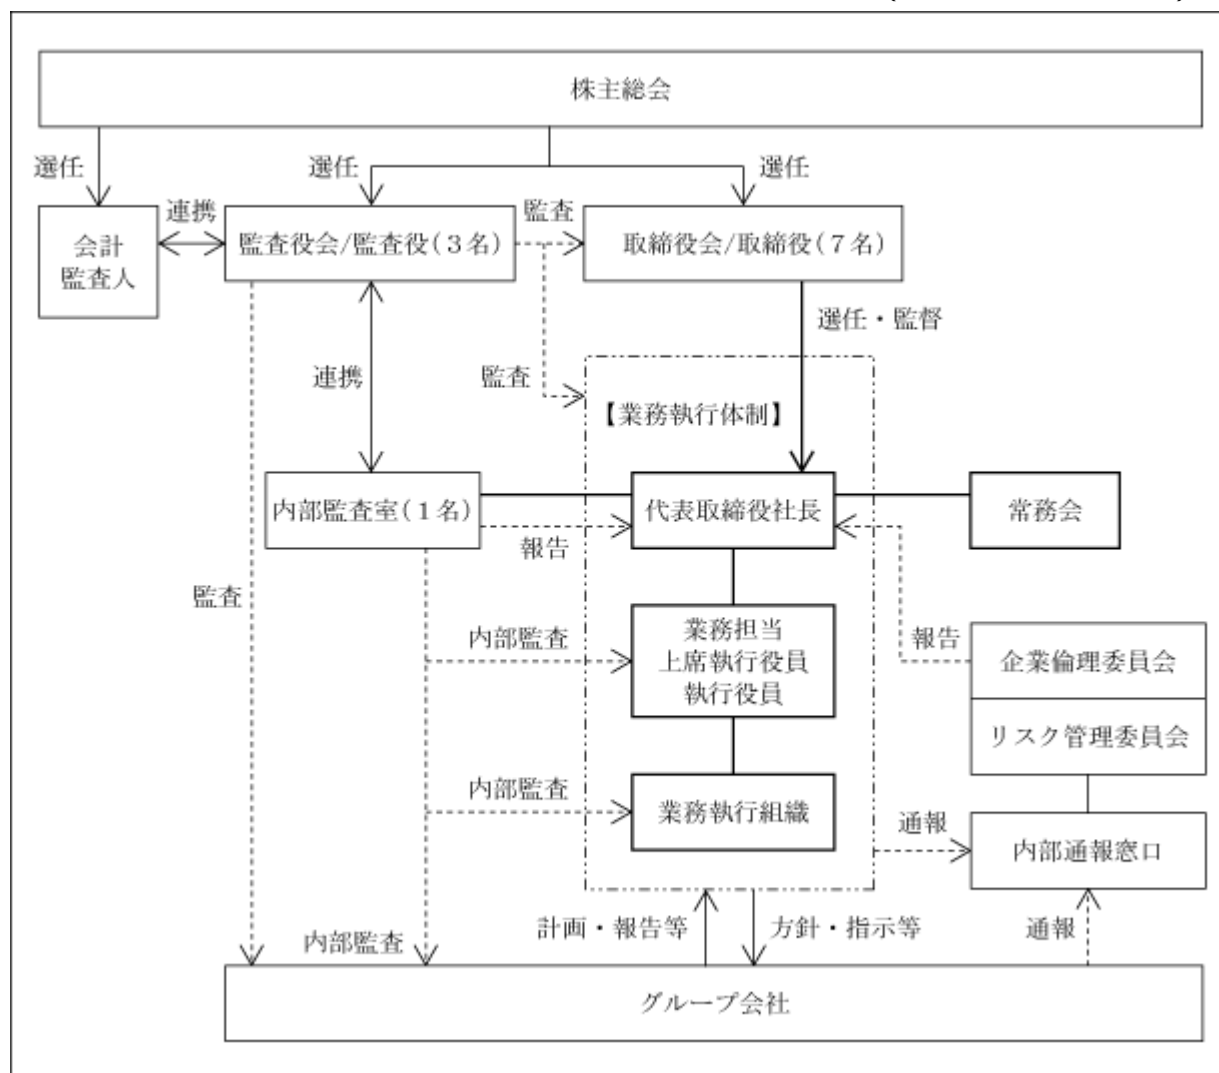 株主総会
選任
選任
選任
会計
監査人
連携
監査役会/監査役(3名)
監査
取締役会/取締役(7名)
選任・監督
連携
監査
【業務執行体制】
内部監査室(1名)
報告
代表取締役社長
常務会
監査
内部監査
業務担当
上席執行役員
執行役員
報告
企業倫理委員会
リスク管理委員会
内部監査
業務執行組織
通報
内部通報窓口
内部監査
計画・報告等
方針・指示等
通報
グループ会社